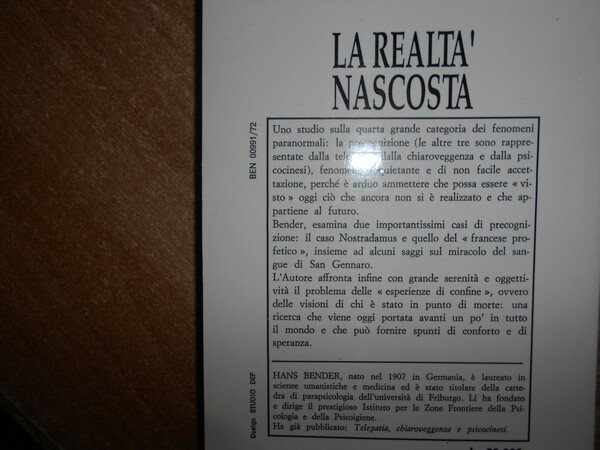 LA REALTA'
NASCOSTA
BEN 00991/72
Uno studio sulla quarta grande categoria dei fenomeni
paranormali: la precognizione (le altre tre sono rappre-
sentate dalla dalla chiaroveggenza e dalla psi-
cocinesi), fenomeno inquietante e di non facile accet-
tazione, perché è arduo ammettere che possa essere « vi-
sto » oggi ciò che ancora non si è realizzato e che ap-
partiene al futuro.
Bender, esamina due importantissimi casi di precogni-
zione: il caso Nostradamus e quello del « francese pro-
fetico », insieme ad alcuni saggi sul miracolo del san-
gue di San Gennaro.
L'Autore affronta infine con grande serenità e oggetti-
vità il problema delle « esperienze di confine », ovvero
delle visioni di chi è stato in punto di morte: una
ricerca che viene oggi portata avanti un po' in tutto
il mondo e che può fornire spunti di conforto e di
speranza.
Design STUDIO DEF
HANS BENDER, nato nel 1907 in Germania, è laureato in
scienze umanistiche e medicina ed è stato titolare della catte-
dra di parapsicologia dell'università di Friburgo. Lì ha fondato
e dirige il prestigioso Istituto per le Zone Frontiere della Psi-
cologia e della Psicoigiene.
Ha già pubblicato: Telepatia, chiaroveggenza e psicocinesi.